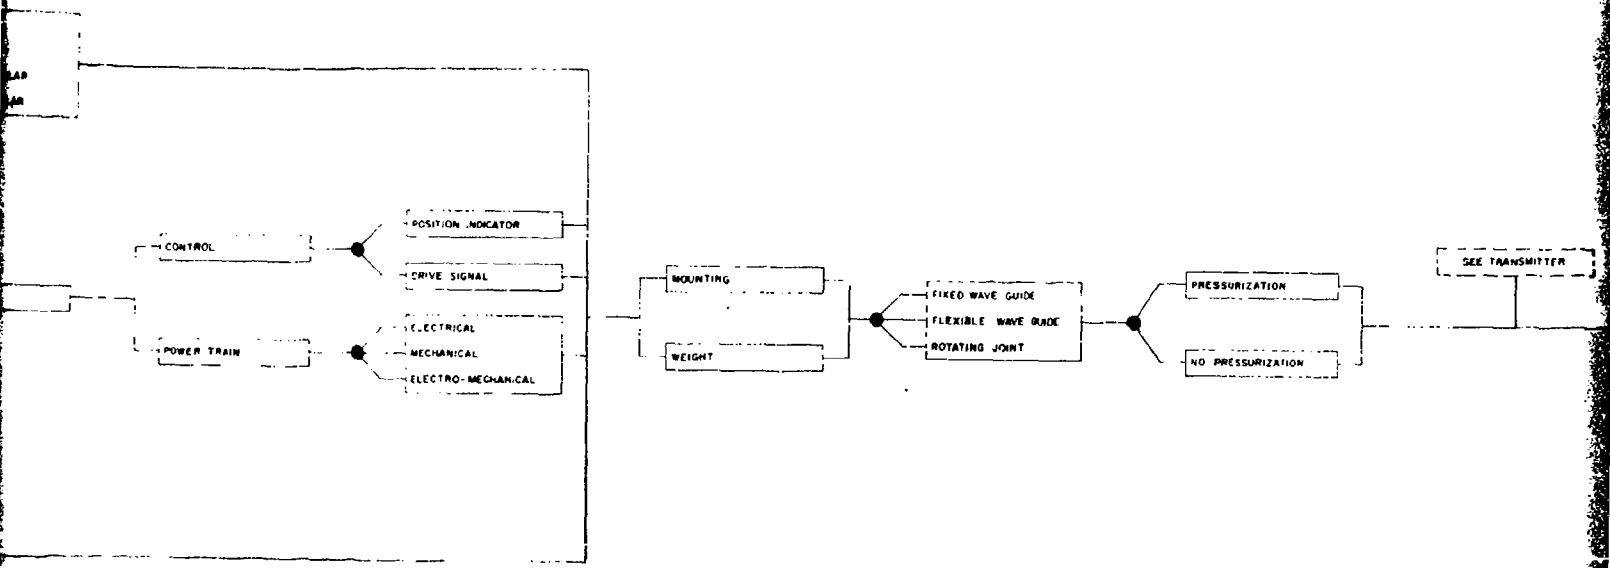 CONTROL
POWER TRAIN
POSITION INDICATOR
DRIVE SIGNAL
ELECTRICAL
MECHANICAL
ELECTRO-MECHANICAL
MOUNTING
WEIGHT
FIXED WAVE GUIDE
FLEXIBLE WAVE GUIDE
ROTATING JOINT
PRESSURIZATION
NO PRESSURIZATION
SEE TRANSMITTER